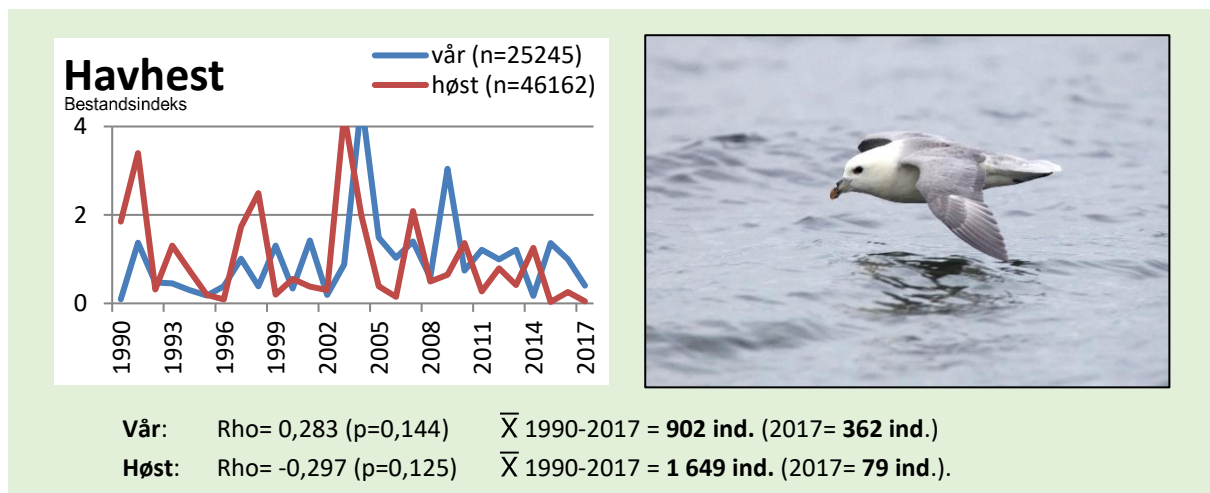 Havhest
Bestandsindeks
vår (n=25245)
høst (n=46162)
4
2
0
1990
1993
1996
1999
2002
2005
2008
2011
2014
2017
Vår: Rho= 0,283 (p=0,144) X̅ 1990-2017 = 902 ind. (2017= 362 ind.)
Høst: Rho= -0,297 (p=0,125) X̅ 1990-2017 = 1 649 ind. (2017= 79 ind.).